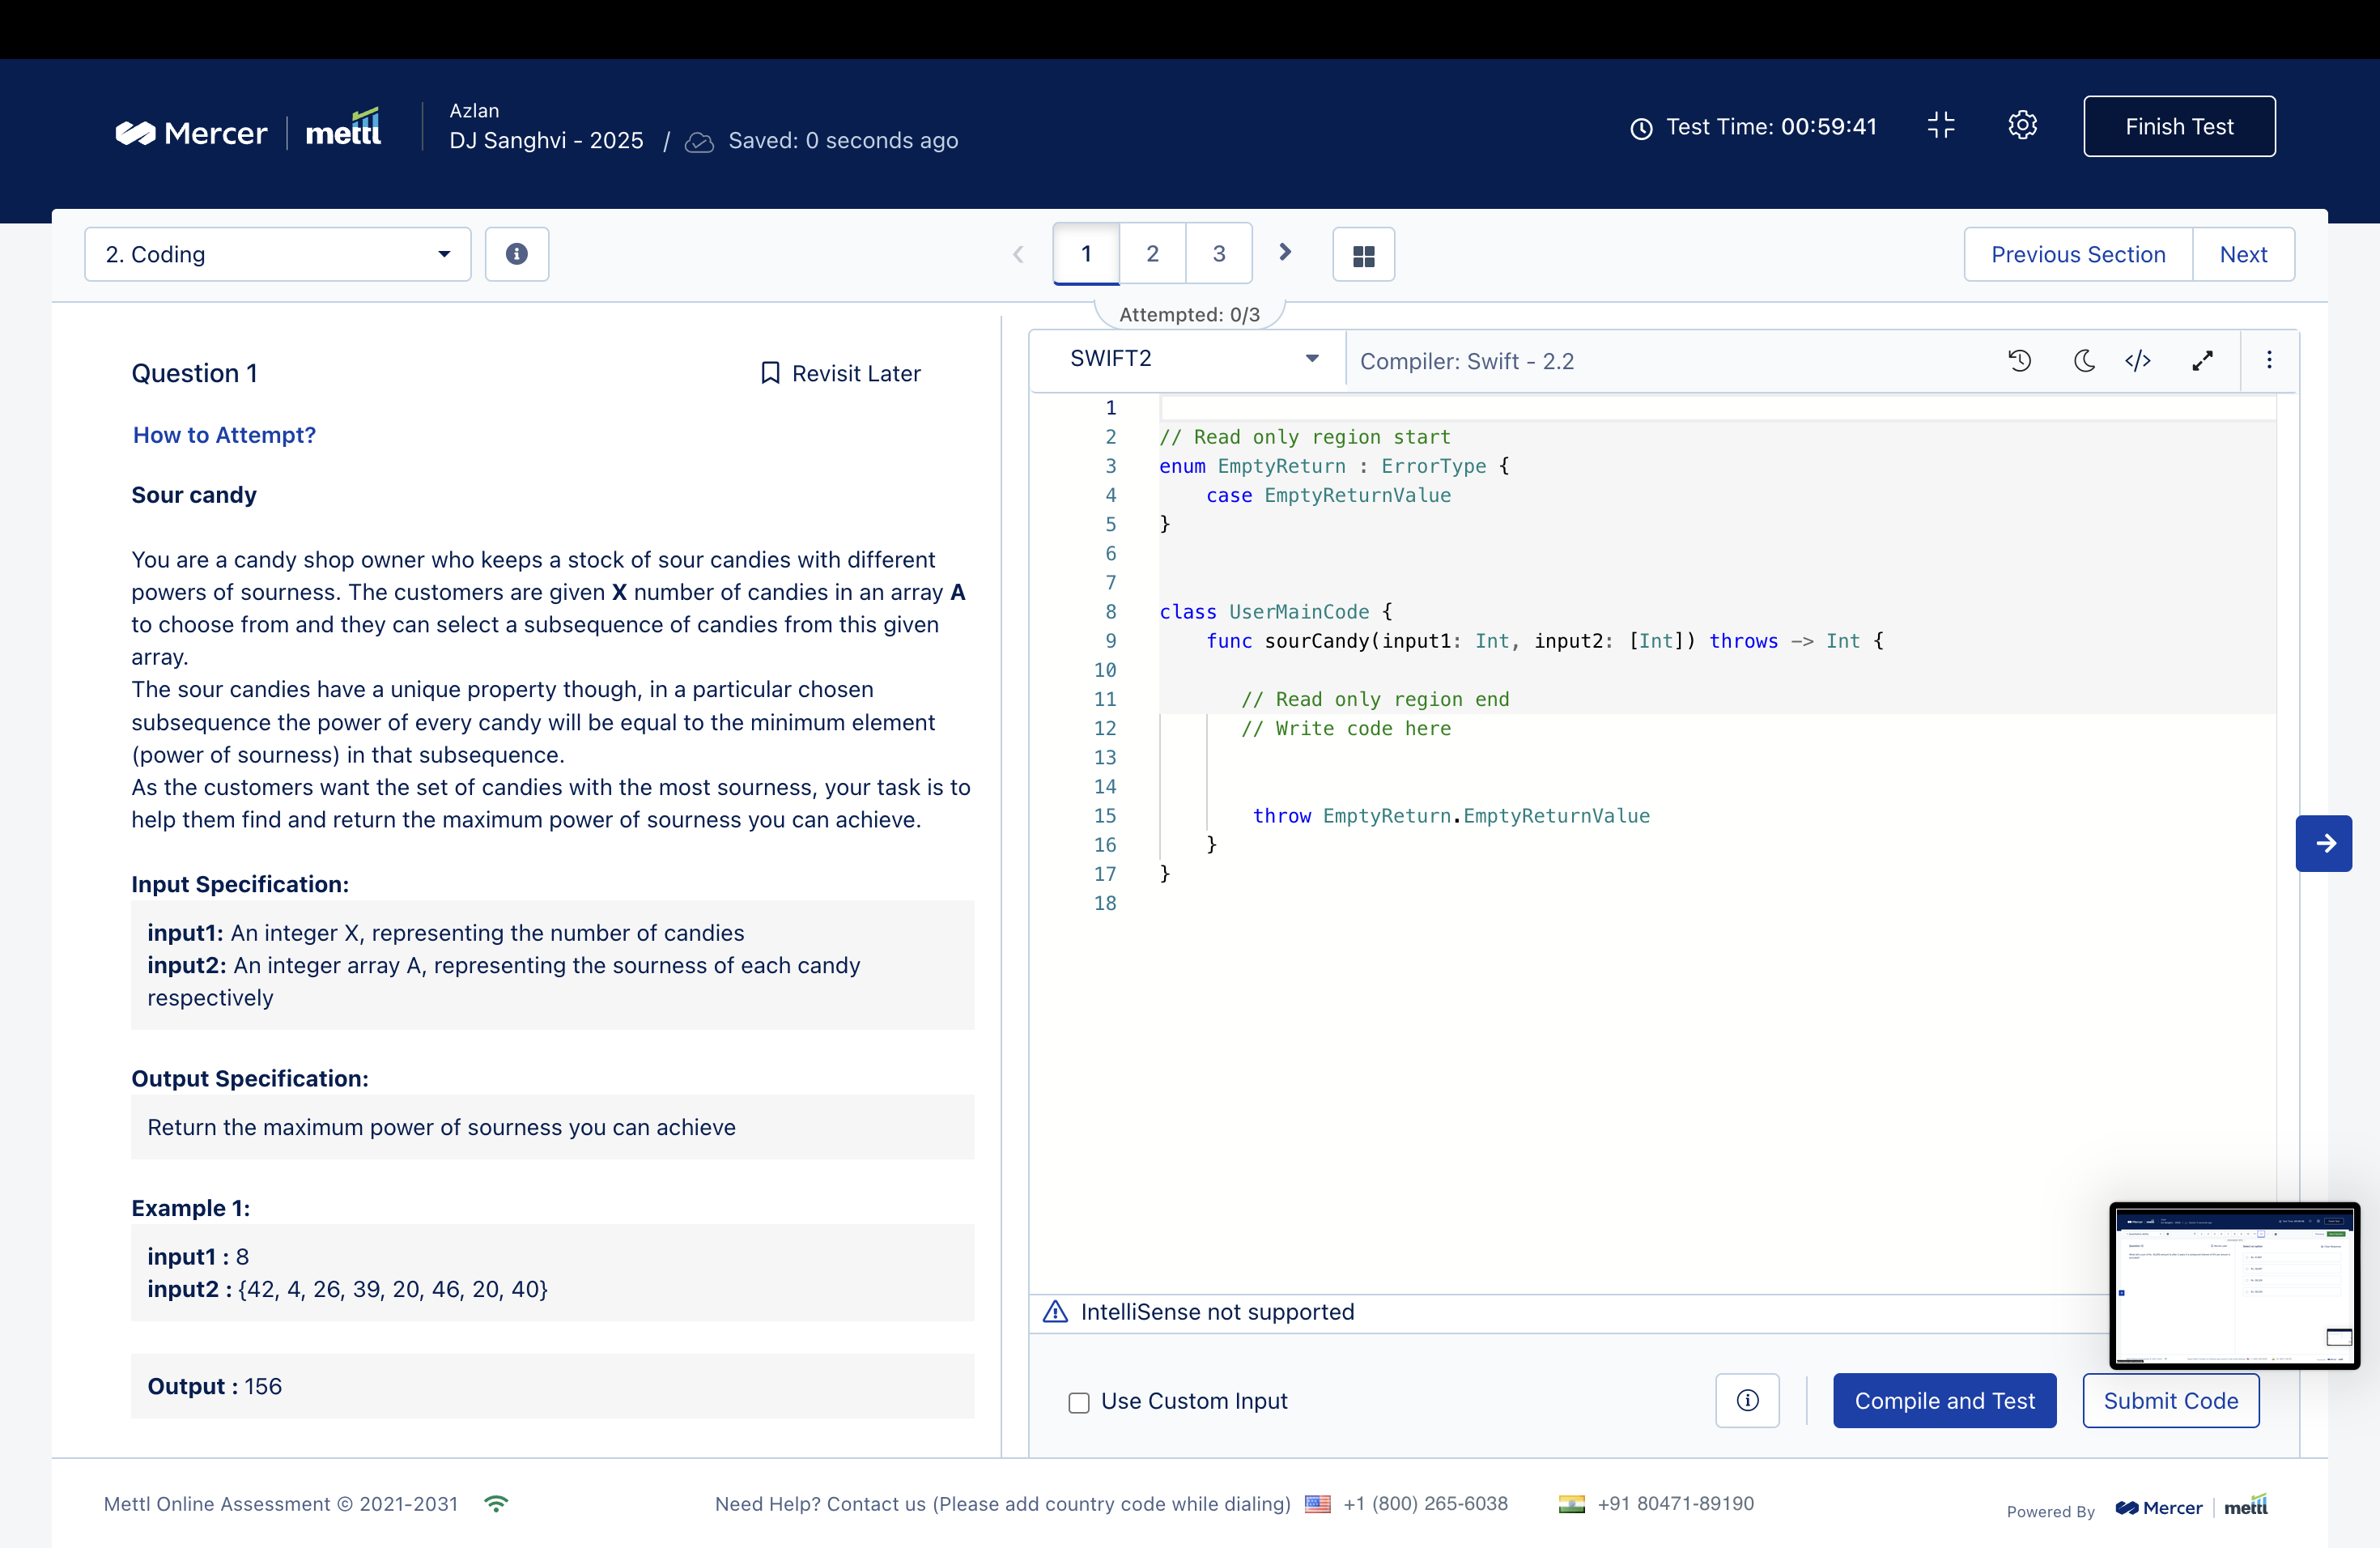 Mercer | mettl
Azlan
DJ Sanghvi - 2025 / Saved: 0 seconds ago
Test Time: 00:59:41
Finish Test
2. Coding
1 2 3
Attempted: 0/3
Previous Section
Next
Question 1
Revisit Later
How to Attempt?
Sour candy
You are a candy shop owner who keeps a stock of sour candies with different
powers of sourness. The customers are given X number of candies in an array A
to choose from and they can select a subsequence of candies from this given
array.
The sour candies have a unique property though, in a particular chosen
subsequence the power of every candy will be equal to the minimum element
(power of sourness) in that subsequence.
As the customers want the set of candies with the most sourness, your task is to
help them find and return the maximum power of sourness you can achieve.
Input Specification:
input1: An integer X, representing the number of candies
input2: An integer array A, representing the sourness of each candy
respectively
Output Specification:
Return the maximum power of sourness you can achieve
Example 1:
input1 : 8
input2 : {42, 4, 26, 39, 20, 46, 20, 40}
Output : 156
SWIFT2
Compiler: Swift - 2.2
1
2 // Read only region start
3 enum EmptyReturn : ErrorType {
4 case EmptyReturnValue
5 }
6
7
8 class UserMainCode {
9 func sourCandy(input1: Int, input2: [Int]) throws -> Int {
10
11 // Read only region end
12 // Write code here
13
14
15 throw EmptyReturn.EmptyReturnValue
16 }
17 }
18
IntelliSense not supported
Use Custom Input
Compile and Test
Submit Code
Mettl Online Assessment © 2021-2031
Need Help? Contact us (Please add country code while dialing) +1 (800) 265-6038 +91 80471-89190
Powered By Mercer | mettl